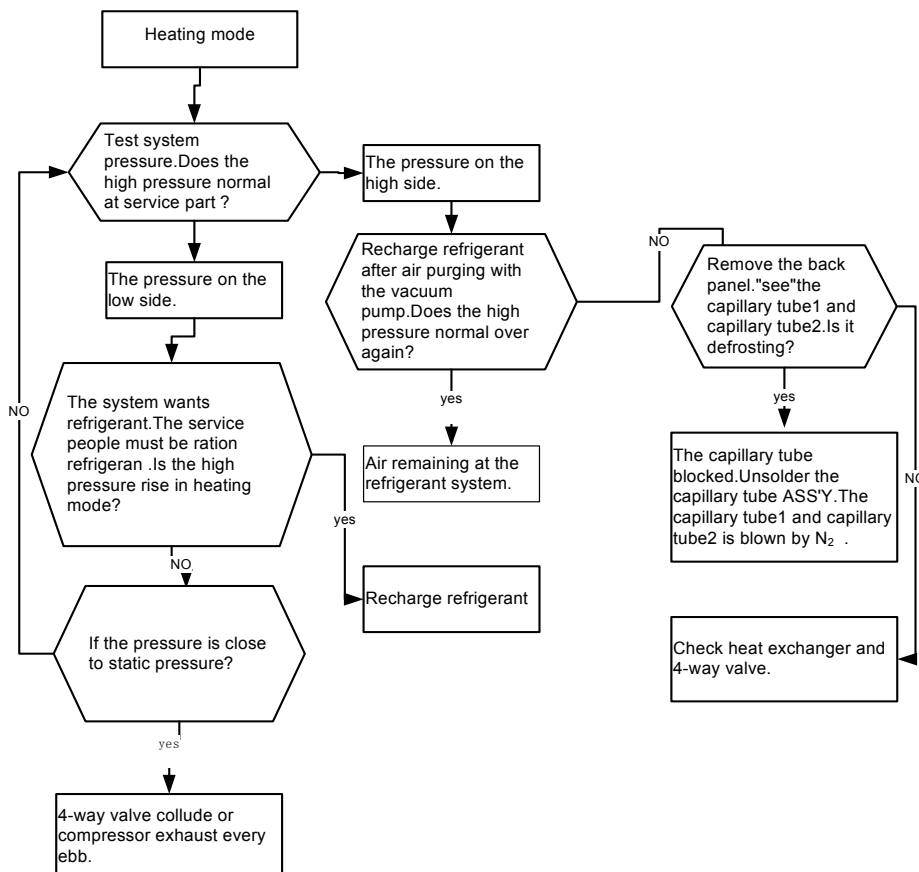 Heating mode
Test system
pressure.Does the
high pressure normal
at service part ?
The pressure on the
high side.
The pressure on the
low side.
Recharge refrigerant
after air purging with
the vacuum
pump.Does the high
pressure normal over
again?
NO
Remove the back
panel."see"the
capillary tube1 and
capillary tube2.Is it
defrosting?
NO
The system wants
refrigerant.The service
people must be ration
refrigeran .Is the high
pressure rise in heating
mode?
yes
yes
Air remaining at the
refrigerant system.
The capillary tube
blocked.Unsolder the
capillary tube ASS'Y.The
capillary tube1 and capillary
tube2 is blown by N₂ .
NO
yes
NO
Recharge refrigerant
If the pressure is close
to static pressure?
Check heat exchanger and
4-way valve.
yes
4-way valve collude or
compressor exhaust every
ebb.